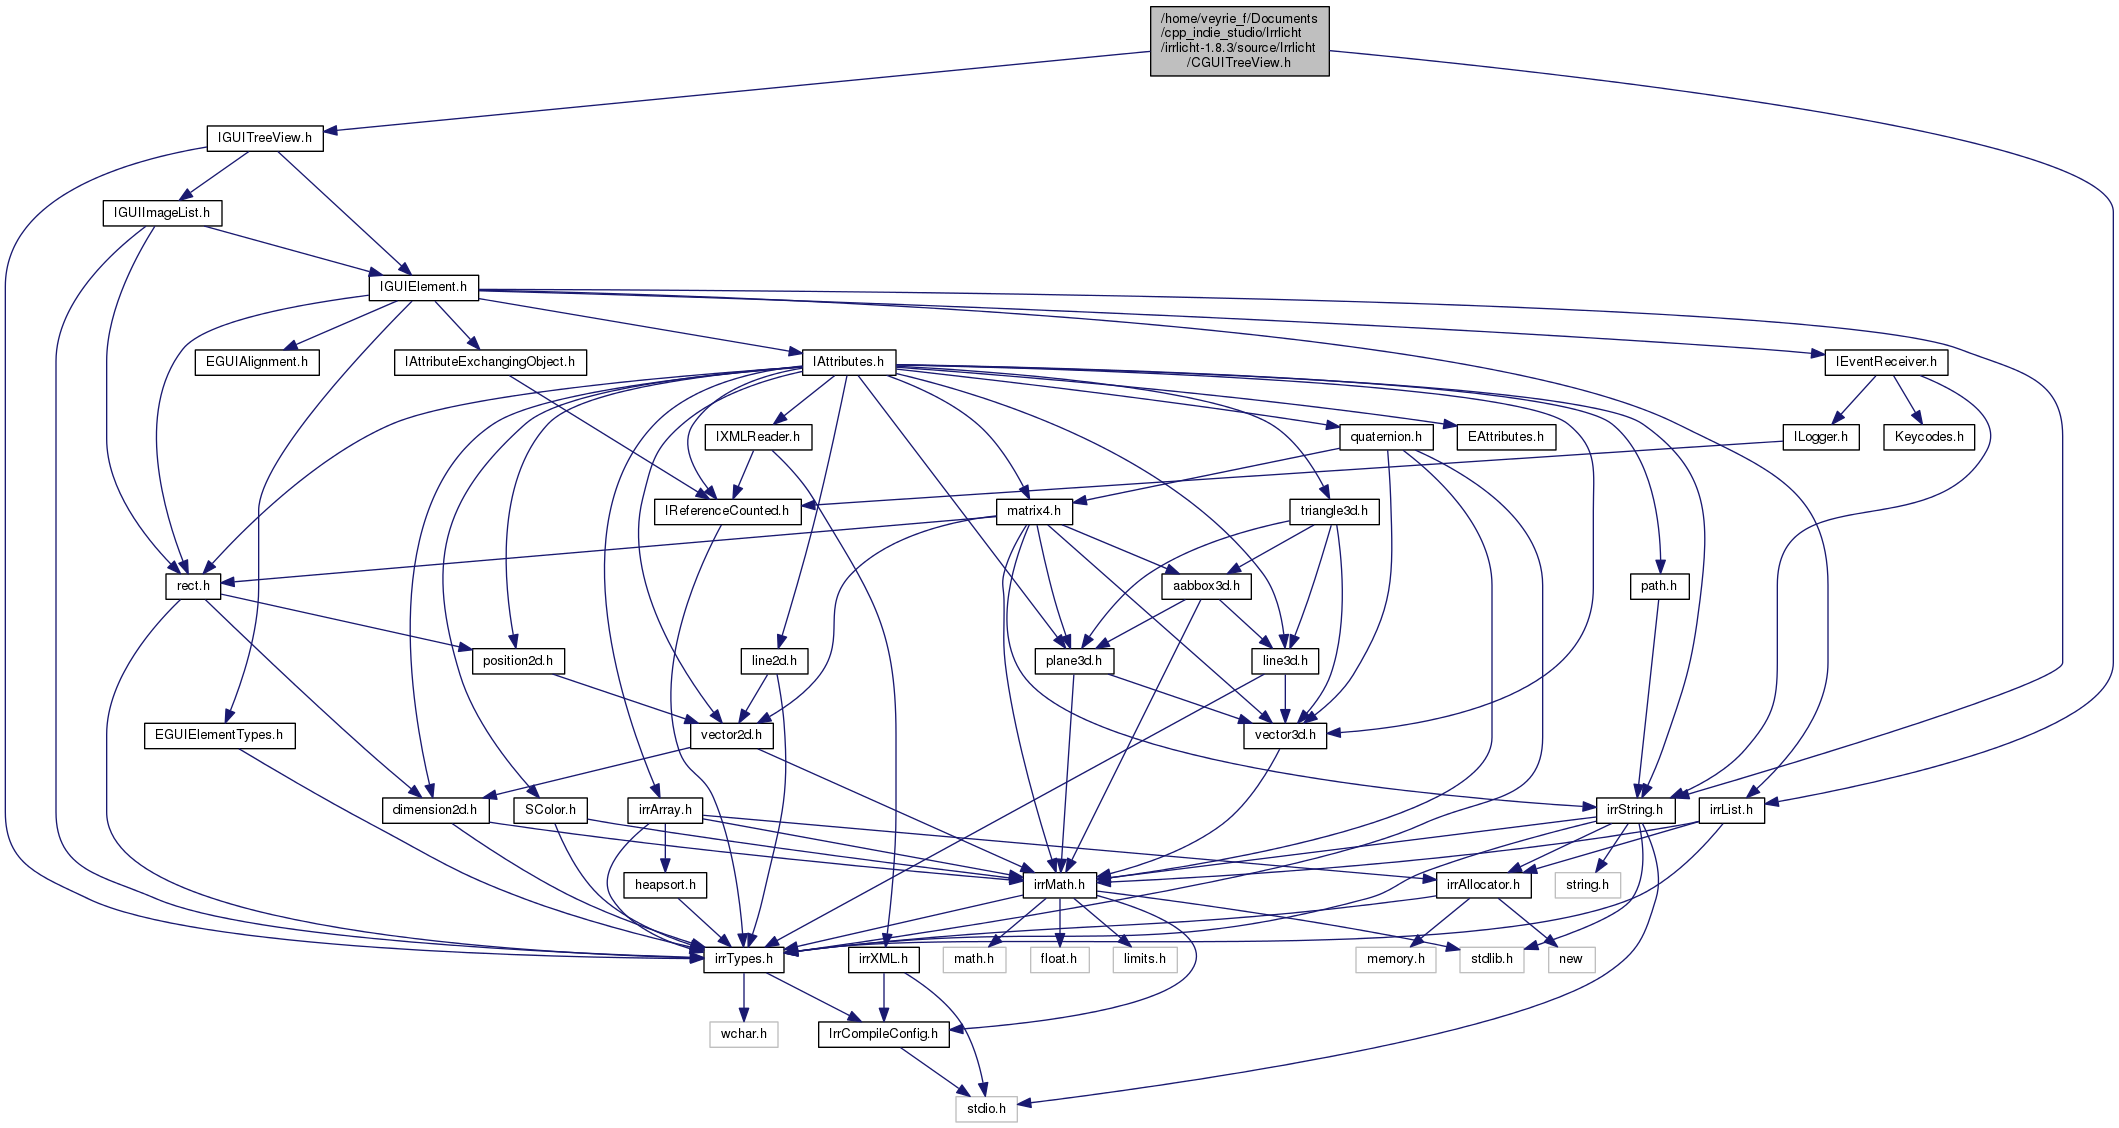 /home/veyrie_f/Documents
/cpp_indie_studio/Irrlicht
/irrlicht-1.8.3/source/Irrlicht
/CGUITreeView.h
IGUITreeView.h
IGUIImageList.h
IGUIElement.h
EGUIAlignment.h
IAttributeExchangingObject.h
IAttributes.h
IEventReceiver.h
IXMLReader.h
quaternion.h
EAttributes.h
ILogger.h
Keycodes.h
IReferenceCounted.h
matrix4.h
triangle3d.h
rect.h
aabbox3d.h
path.h
position2d.h
line2d.h
plane3d.h
line3d.h
EGUIElementTypes.h
vector2d.h
vector3d.h
dimension2d.h
SColor.h
irrArray.h
irrString.h
irrList.h
heapsort.h
irrMath.h
irrAllocator.h
string.h
irrTypes.h
irrXML.h
math.h
float.h
limits.h
memory.h
stdlib.h
new
wchar.h
IrrCompileConfig.h
stdio.h